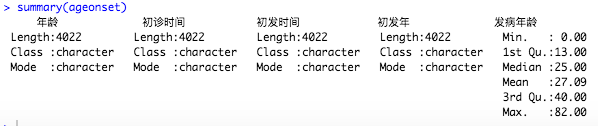 > summary(ageonset)
年龄 初诊时间 初发时间 初发年 发病年龄
Length:4022 Length:4022 Length:4022 Length:4022 Min. : 0.00
Class :character Class :character Class :character Class :character 1st Qu.:13.00
Mode :character Mode :character Mode :character Mode :character Median :25.00
Mean :27.09
3rd Qu.:40.00
Max. :82.00